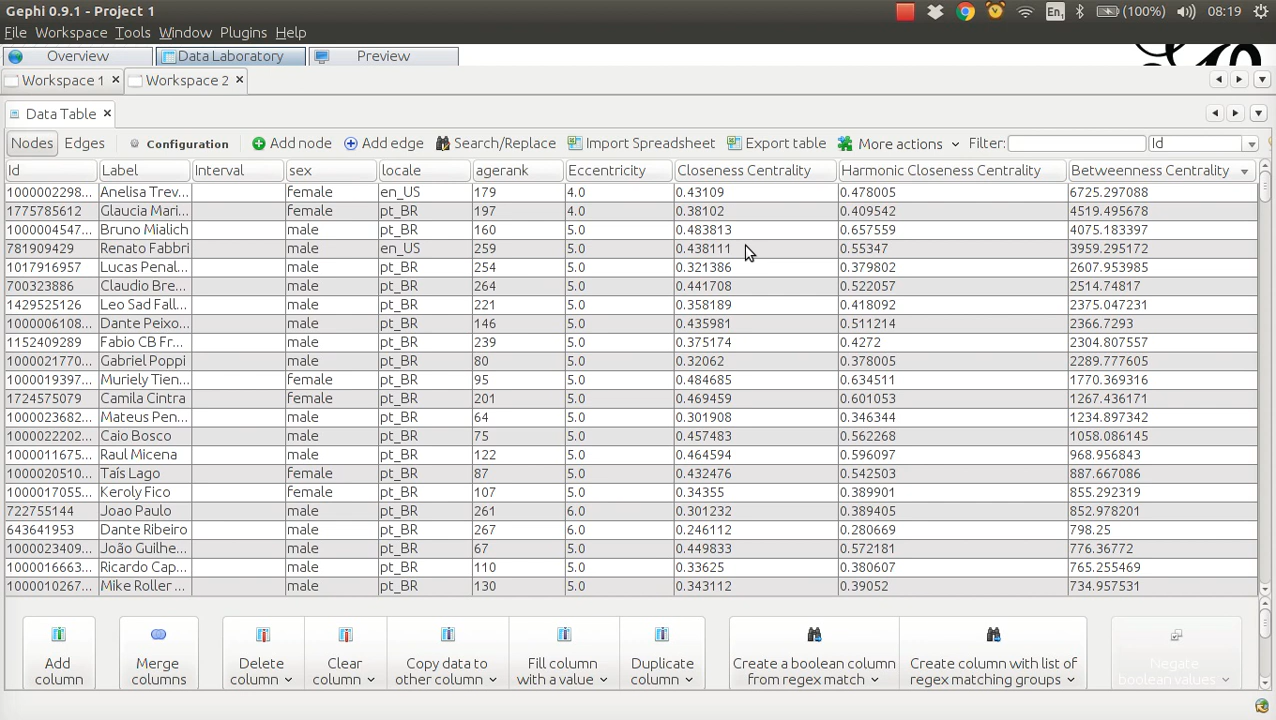 Gephi 0.9.1 - Project 1 En1 (100%) 08:19
File Workspace Tools Window Plugins Help
Overview Data Laboratory Preview
Workspace 1 Workspace 2
Data Table
Nodes Edges Configuration Add node Add edge Search/Replace Import Spreadsheet Export table More actions Filter: Id
Id Label Interval sex locale agerank Eccentricity Closeness Centrality Harmonic Closeness Centrality Betweenness Centrality
1000002298... Anelisa Trev... female en_US 179 4.0 0.43109 0.478005 6725.297088
1775785612 Glaucia Mari... female pt_BR 197 4.0 0.38102 0.409542 4519.495678
1000004547... Bruno Mialich male pt_BR 160 5.0 0.483813 0.657559 4075.183397
781909429 Renato Fabbri male en_US 259 5.0 0.438111 0.55347 3959.295172
1017916957 Lucas Penal... male pt_BR 254 5.0 0.321386 0.379802 2607.953985
700323886 Claudio Bre... male pt_BR 264 5.0 0.441708 0.522057 2514.74817
1429525126 Leo Sad Fall... male pt_BR 221 5.0 0.358189 0.418092 2375.047231
1000006108... Dante Peixo... male pt_BR 146 5.0 0.435981 0.511214 2366.7293
1152409289 Fabio CB Fr... male pt_BR 239 5.0 0.375174 0.4272 2304.807557
1000021770... Gabriel Poppi male pt_BR 80 5.0 0.32062 0.378005 2289.777605
1000019397... Muriely Tien... female pt_BR 95 5.0 0.484685 0.634511 1770.369316
1724575079 Camila Cintra female pt_BR 201 5.0 0.469459 0.601053 1267.436171
1000023682... Mateus Pen... male pt_BR 64 5.0 0.301908 0.346344 1234.897342
1000022202... Caio Bosco male pt_BR 75 5.0 0.457483 0.562268 1058.086145
1000011675... Raul Micena male pt_BR 122 5.0 0.464594 0.596097 968.956843
1000020510... Taís Lago female pt_BR 87 5.0 0.432476 0.542503 887.667086
1000017055... Keroly Fico female pt_BR 107 5.0 0.34355 0.389901 855.292319
722755144 Joao Paulo male pt_BR 261 6.0 0.301232 0.389405 852.978201
643641953 Dante Ribeiro male pt_BR 267 6.0 0.246112 0.280669 798.25
1000023409... João Guilhe... male pt_BR 67 5.0 0.449833 0.572181 776.36772
1000016663... Ricardo Cap... male pt_BR 110 5.0 0.33625 0.380607 765.255469
1000010267... Mike Roller ... male pt_BR 130 5.0 0.343112 0.39052 734.957531
Add column
Merge columns
Delete column
Clear column
Copy data to other column
Fill column with a value
Duplicate column
Create a boolean column from regex match
Create column with list of regex matching groups
Negate boolean values